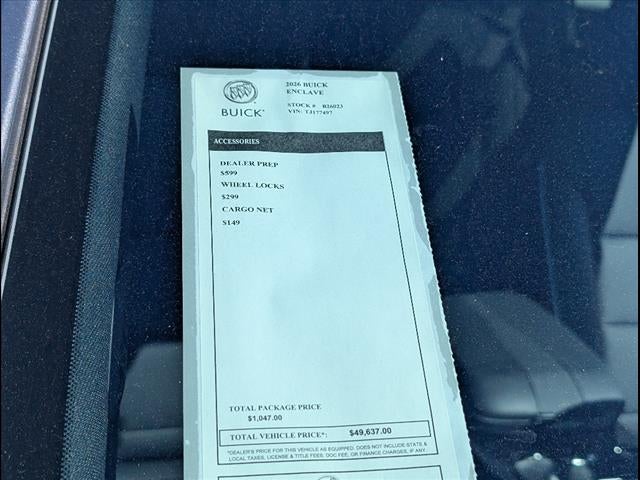 2026 BUICK
ENCLAVE
BUICK
STOCK # B26023
VIN: TJ177497
ACCESSORIES
DEALER PREP
$599
WHEEL LOCKS
$299
CARGO NET
$149
TOTAL PACKAGE PRICE
$1,047.00
TOTAL VEHICLE PRICE*: $49,637.00
*DEALER'S PRICE FOR THIS VEHICLE AS EQUIPPED. DOES NOT INCLUDE STATE &
LOCAL TAXES, LICENSE & TITLE FEES, DOC FEE, OR FINANCE CHARGES, IF ANY.